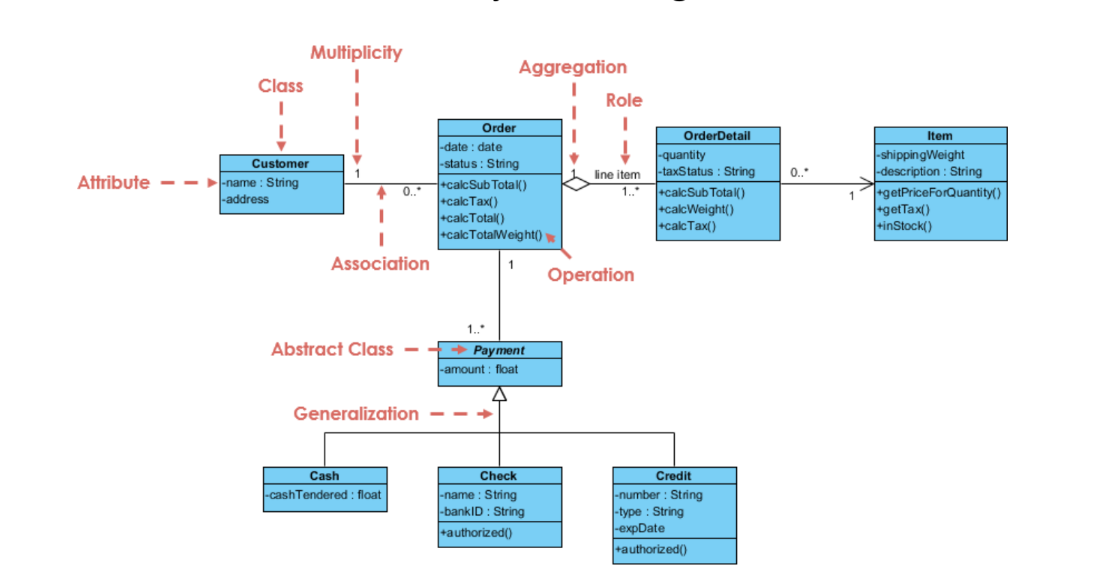 Multiplicity
Class
Aggregation
Role
Attribute
Association
Operation
Abstract Class
Generalization
Customer
-name : String
-address
1
0..*
Order
-date : date
-status : String
+calcSubTotal()
+calcTax()
+calcTotal()
+calcTotalWeight()
1
line item
1..*
OrderDetail
-quantity
-taxStatus : String
+calcSubTotal()
+calcWeight()
+calcTax()
0..*
1
Item
-shippingWeight
-description : String
+getPriceForQuantity()
+getTax()
+inStock()
1
1..*
Payment
-amount : float
Cash
-cashTendered : float
Check
-name : String
-bankID : String
+authorized()
Credit
-number : String
-type : String
-expDate
+authorized()